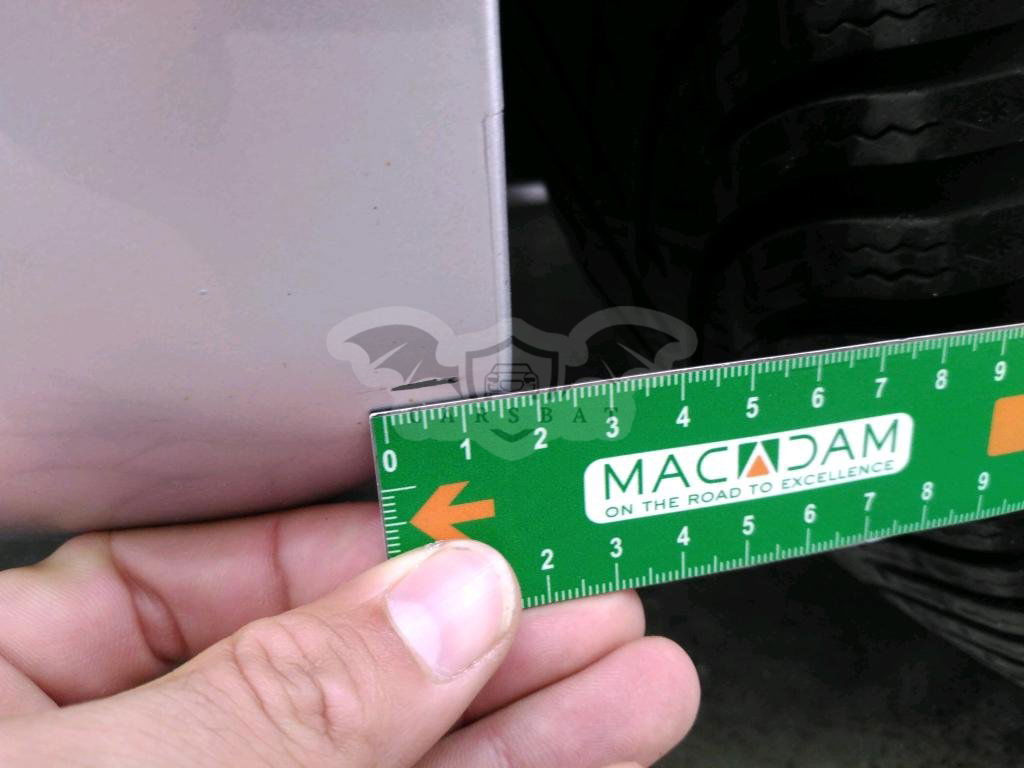 CARSBAT
0 1 2 3 4 5 6 7 8 9
MACADAM
ON THE ROAD TO EXCELLENCE
2 3 4 5 6 7 8 9